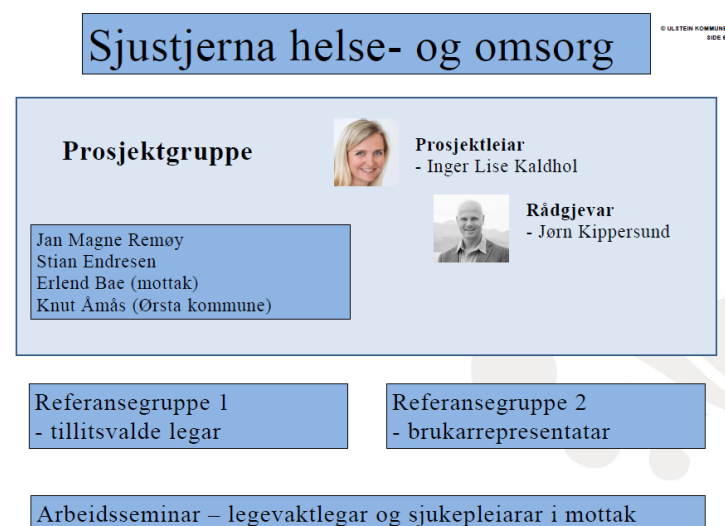 Sjustjerna helse- og omsorg
© ULSTEIN KOMMUNE
SIDE 6
Prosjektgruppe
Prosjektleiar
- Inger Lise Kaldhol
Rådgjevar
- Jørn Kippersund
Jan Magne Remøy
Stian Endresen
Erlend Bae (mottak)
Knut Åmås (Ørsta kommune)
Referansegruppe 1
- tillitsvalde legar
Referansegruppe 2
- brukarrepresentatar
Arbeidsseminar – legevaktlegar og sjukepleiarar i mottak